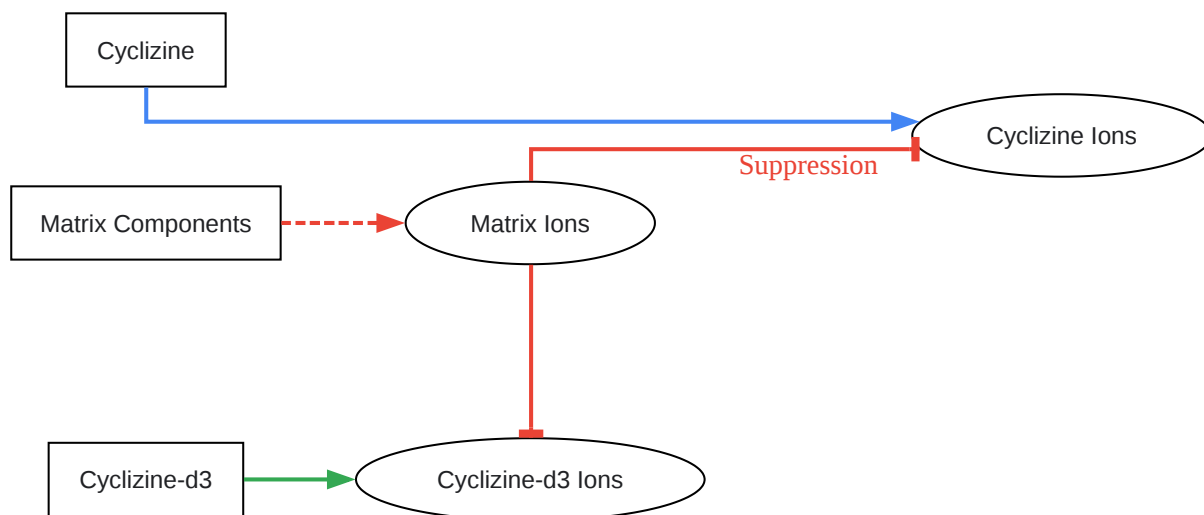 Cyclizine
Cyclizine Ions
Suppression
Matrix Components
Matrix Ions
Cyclizine-d3
Cyclizine-d3 Ions